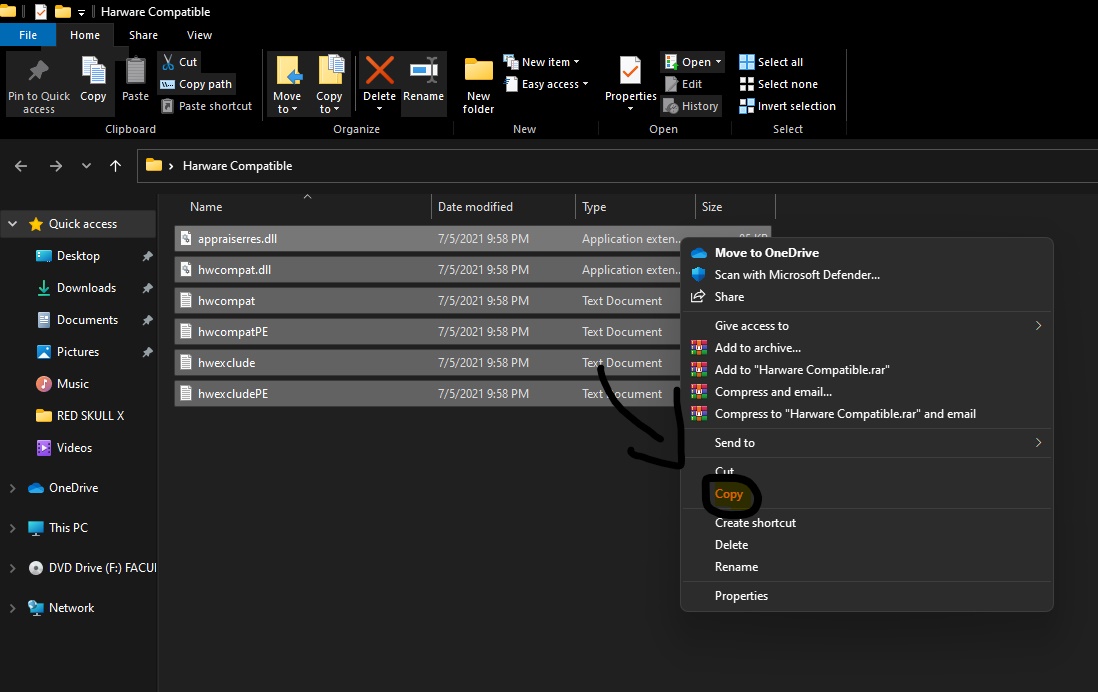 Harware Compatible
File Home Share View
Pin to Quick access
Copy
Paste
Cut
Copy path
Paste shortcut
Clipboard
Move to
Copy to
Delete
Rename
Organize
New folder
New item
Easy access
New
Properties
Open
Edit
History
Open
Select all
Select none
Invert selection
Select
Harware Compatible
Name Date modified Type Size
Quick access
Desktop
Downloads
Documents
Pictures
Music
RED SKULL X
Videos
OneDrive
This PC
DVD Drive (F:) FACUI
Network
appraiserres.dll 7/5/2021 9:58 PM Application exten...
hwcompat.dll 7/5/2021 9:58 PM Application exten...
hwcompat 7/5/2021 9:58 PM Text Document
hwcompatPE 7/5/2021 9:58 PM Text Document
hwexclude 7/5/2021 9:58 PM Text Document
hwexcludePE 7/5/2021 9:58 PM Text Document
Move to OneDrive
Scan with Microsoft Defender...
Share
Give access to
Add to archive...
Add to "Harware Compatible.rar"
Compress and email...
Compress to "Harware Compatible.rar" and email
Send to
Cut
Copy
Create shortcut
Delete
Rename
Properties